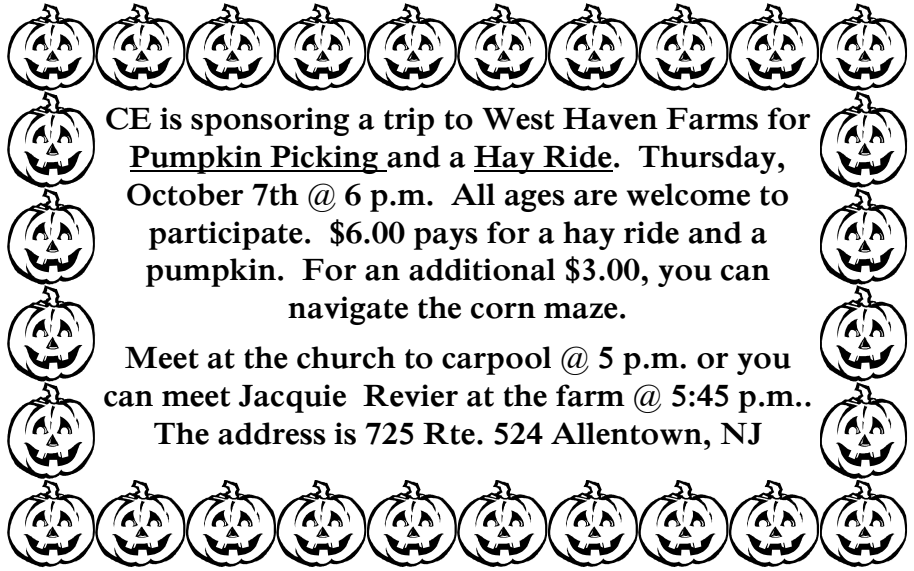 CE is sponsoring a trip to West Haven Farms for
Pumpkin Picking and a Hay Ride.  Thursday,
October 7th @ 6 p.m.  All ages are welcome to
participate.  $6.00 pays for a hay ride and a
pumpkin.  For an additional $3.00, you can
navigate the corn maze.
Meet at the church to carpool @ 5 p.m. or you
can meet Jacquie  Revier at the farm @ 5:45 p.m..
The address is 725 Rte. 524 Allentown, NJ